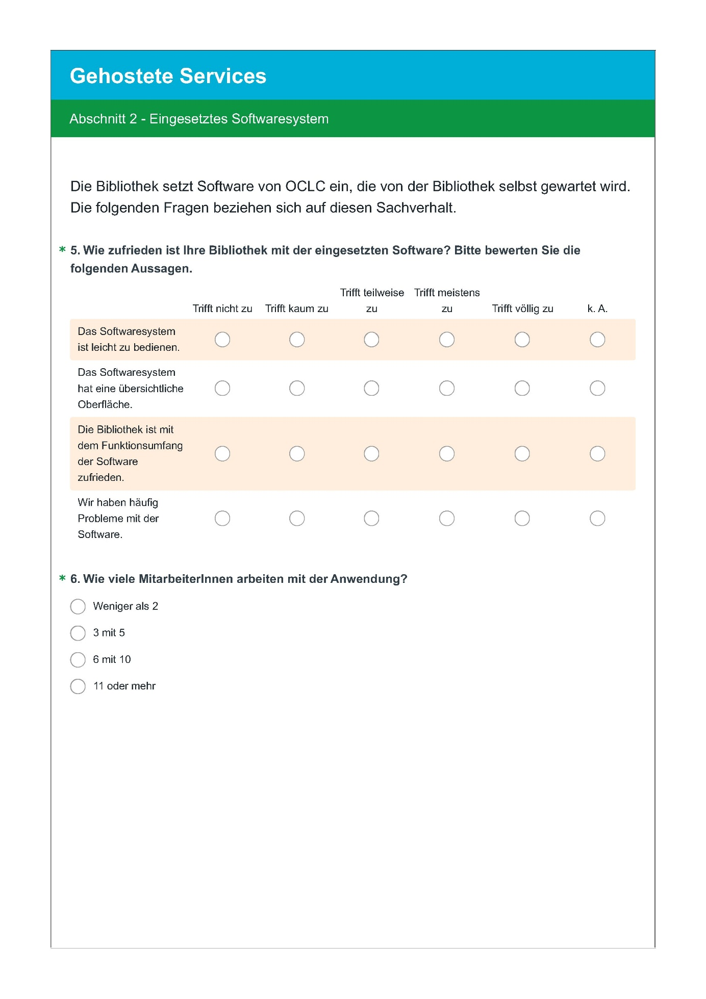 Gehostete Services
Abschnitt 2 - Eingesetztes Softwaresystem
Die Bibliothek setzt Software von OCLC ein, die von der Bibliothek selbst gewartet wird.
Die folgenden Fragen beziehen sich auf diesen Sachverhalt.
* 5. Wie zufrieden ist Ihre Bibliothek mit der eingesetzten Software? Bitte bewerten Sie die
folgenden Aussagen.
Trifft teilweise Trifft meistens
Trifft nicht zu Trifft kaum zu zu zu Trifft völlig zu k. A.
Das Softwaresystem
ist leicht zu bedienen.
Das Softwaresystem
hat eine übersichtliche
Oberfläche.
Die Bibliothek ist mit
dem Funktionsumfang
der Software
zufrieden.
Wir haben häufig
Probleme mit der
Software.
* 6. Wie viele MitarbeiterInnen arbeiten mit der Anwendung?
Weniger als 2
3 mit 5
6 mit 10
11 oder mehr